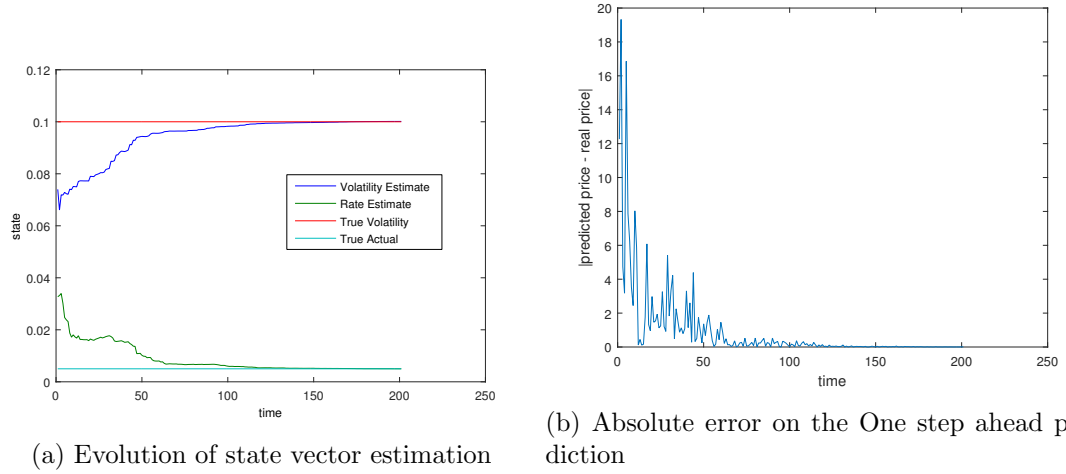 0.12
0.1
0.08
0.06
0.04
0.02
0
state
0 50 100 150 200 250
time
Volatility Estimate
Rate Estimate
True Volatility
True Actual
(a) Evolution of state vector estimation
20
18
16
14
12
10
8
6
4
2
0
|predicted price - real price|
0 50 100 150 200 250
time
(b) Absolute error on the One step ahead p
diction